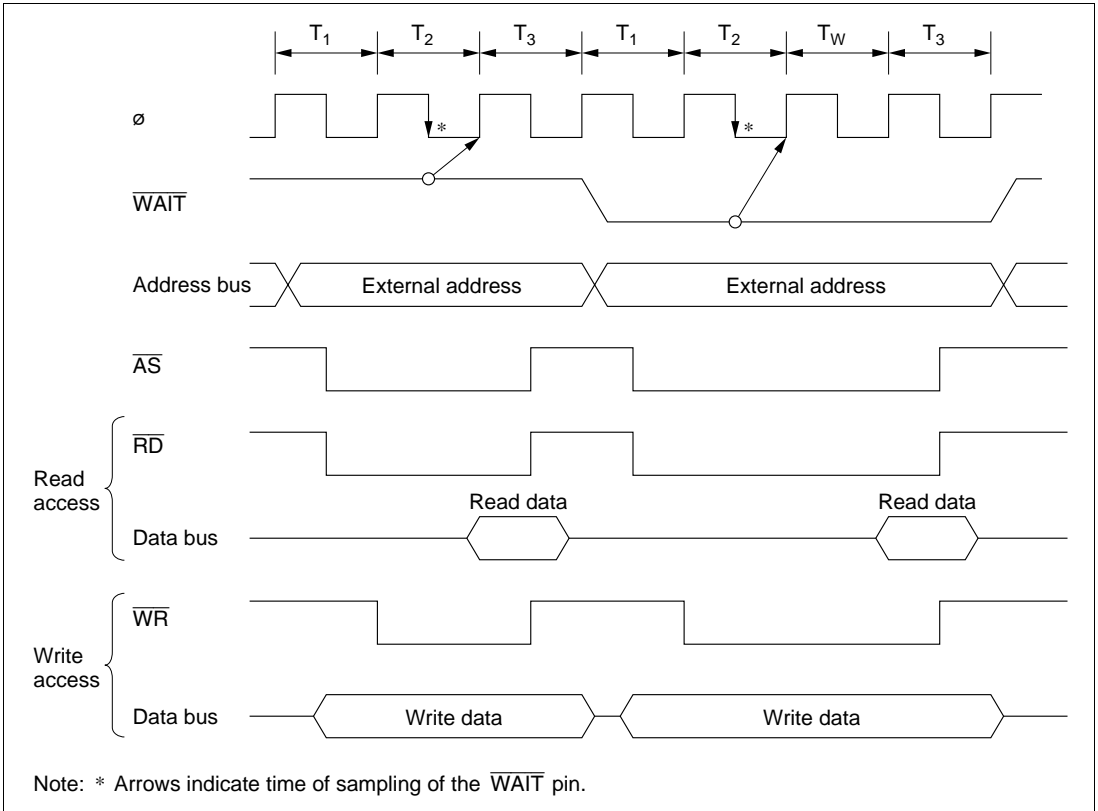 T1 T2 T3 T1 T2 TW T3
ø
*
*
WAIT
Address bus
External address
External address
AS
Read access
RD
Read data
Read data
Data bus
Write access
WR
Data bus
Write data
Write data
Note: * Arrows indicate time of sampling of the WAIT pin.